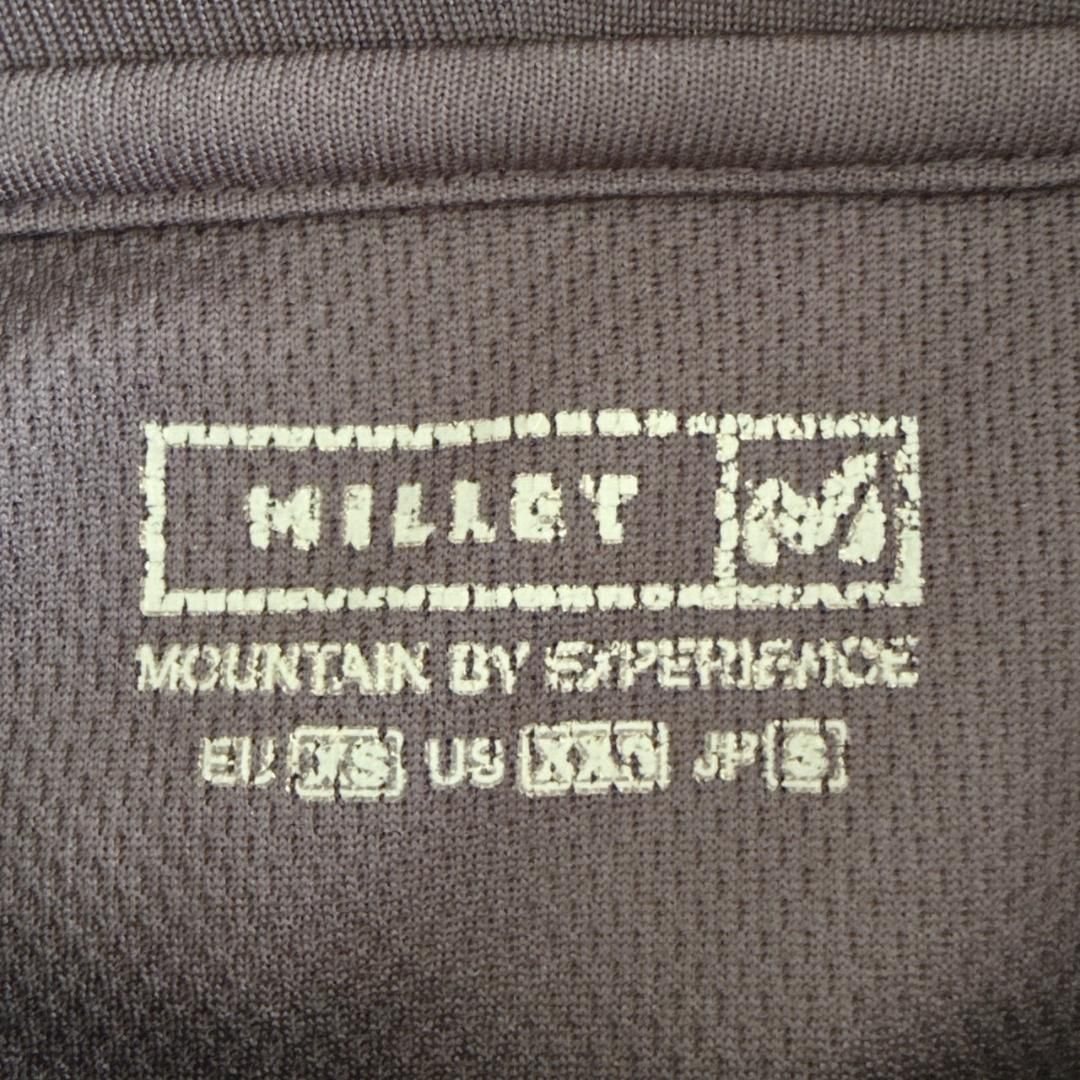 MILLET
MOUNTAIN BY EXPERIENCE
EU XS US XXS JP S